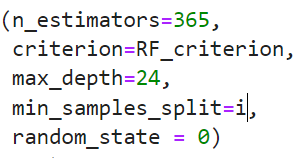 (n_estimators=365,
criterion=RF_criterion,
max_depth=24,
min_samples_split=i,
random_state = 0)